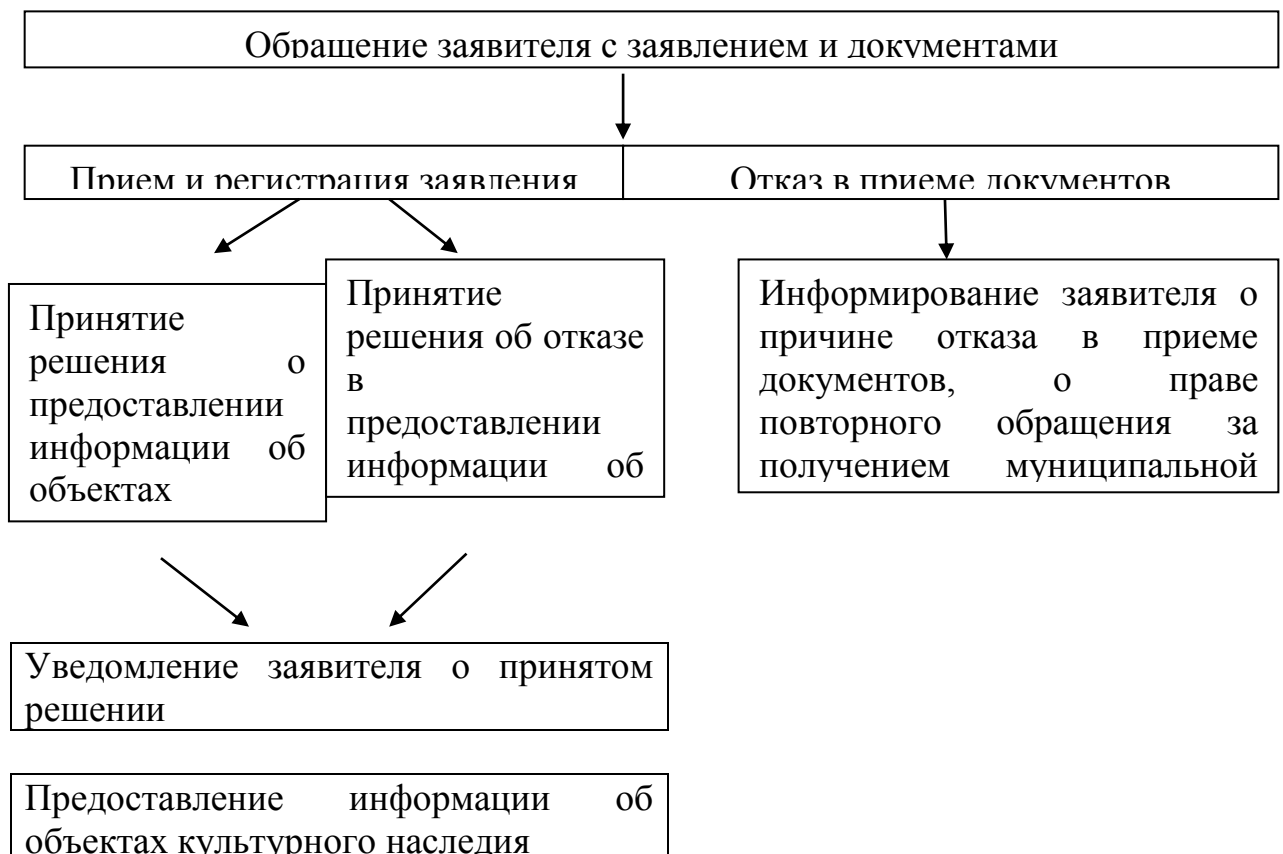 Обращение заявителя с заявлением и документами
Прием и регистрация заявления
Отказ в приеме документов
Принятие
решения о
предоставлении
информации об
объектах
Принятие
решения об отказе
в
предоставлении
информации об
Информирование заявителя о
причине отказа в приеме
документов, о праве
повторного обращения за
получением муниципальной
Уведомление заявителя о принятом
решении
Предоставление информации об
объектах культурного наследия